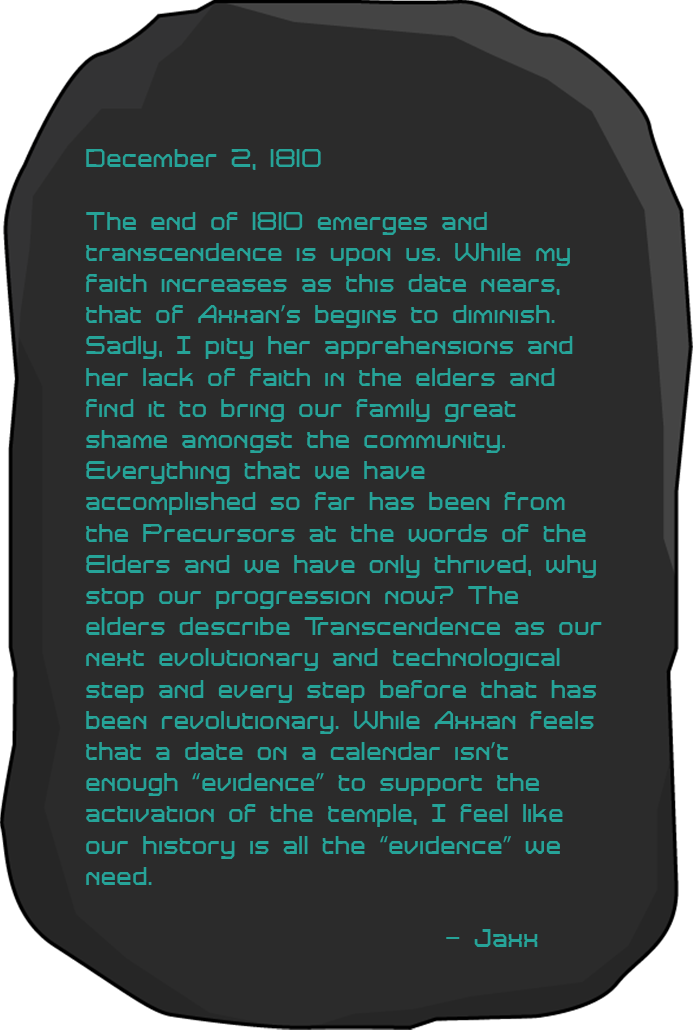 December 2, 1810
The end of 1810 emerges and
transcendence is upon us. While my
faith increases as this date nears,
that of Axxan's begins to diminish.
Sadly, I pity her apprehensions and
her lack of faith in the elders and
find it to bring our family great
shame amongst the community.
Everything that we have
accomplished so far has been from
the Precursors at the words of the
Elders and we have only thrived, why
stop our progression now? The
elders describe Transcendence as our
next evolutionary and technological
step and every step before that has
been revolutionary. While Axxan feels
that a date on a calendar isn't
enough “evidence” to support the
activation of the temple, I feel like
our history is all the “evidence” we
need.
- Jaxx